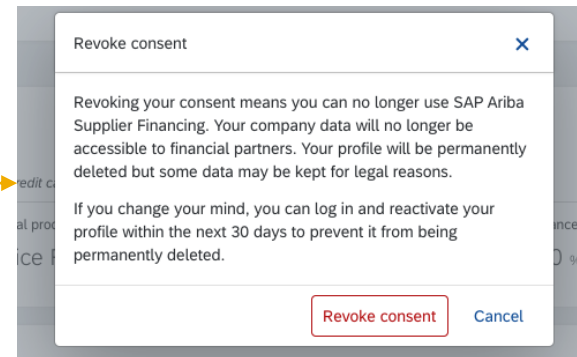 Revoke consent
Revoking your consent means you can no longer use SAP Ariba
Supplier Financing. Your company data will no longer be
accessible to financial partners. Your profile will be permanently
deleted but some data may be kept for legal reasons.
If you change your mind, you can log in and reactivate your
profile within the next 30 days to prevent it from being
permanently deleted.
Revoke consent Cancel